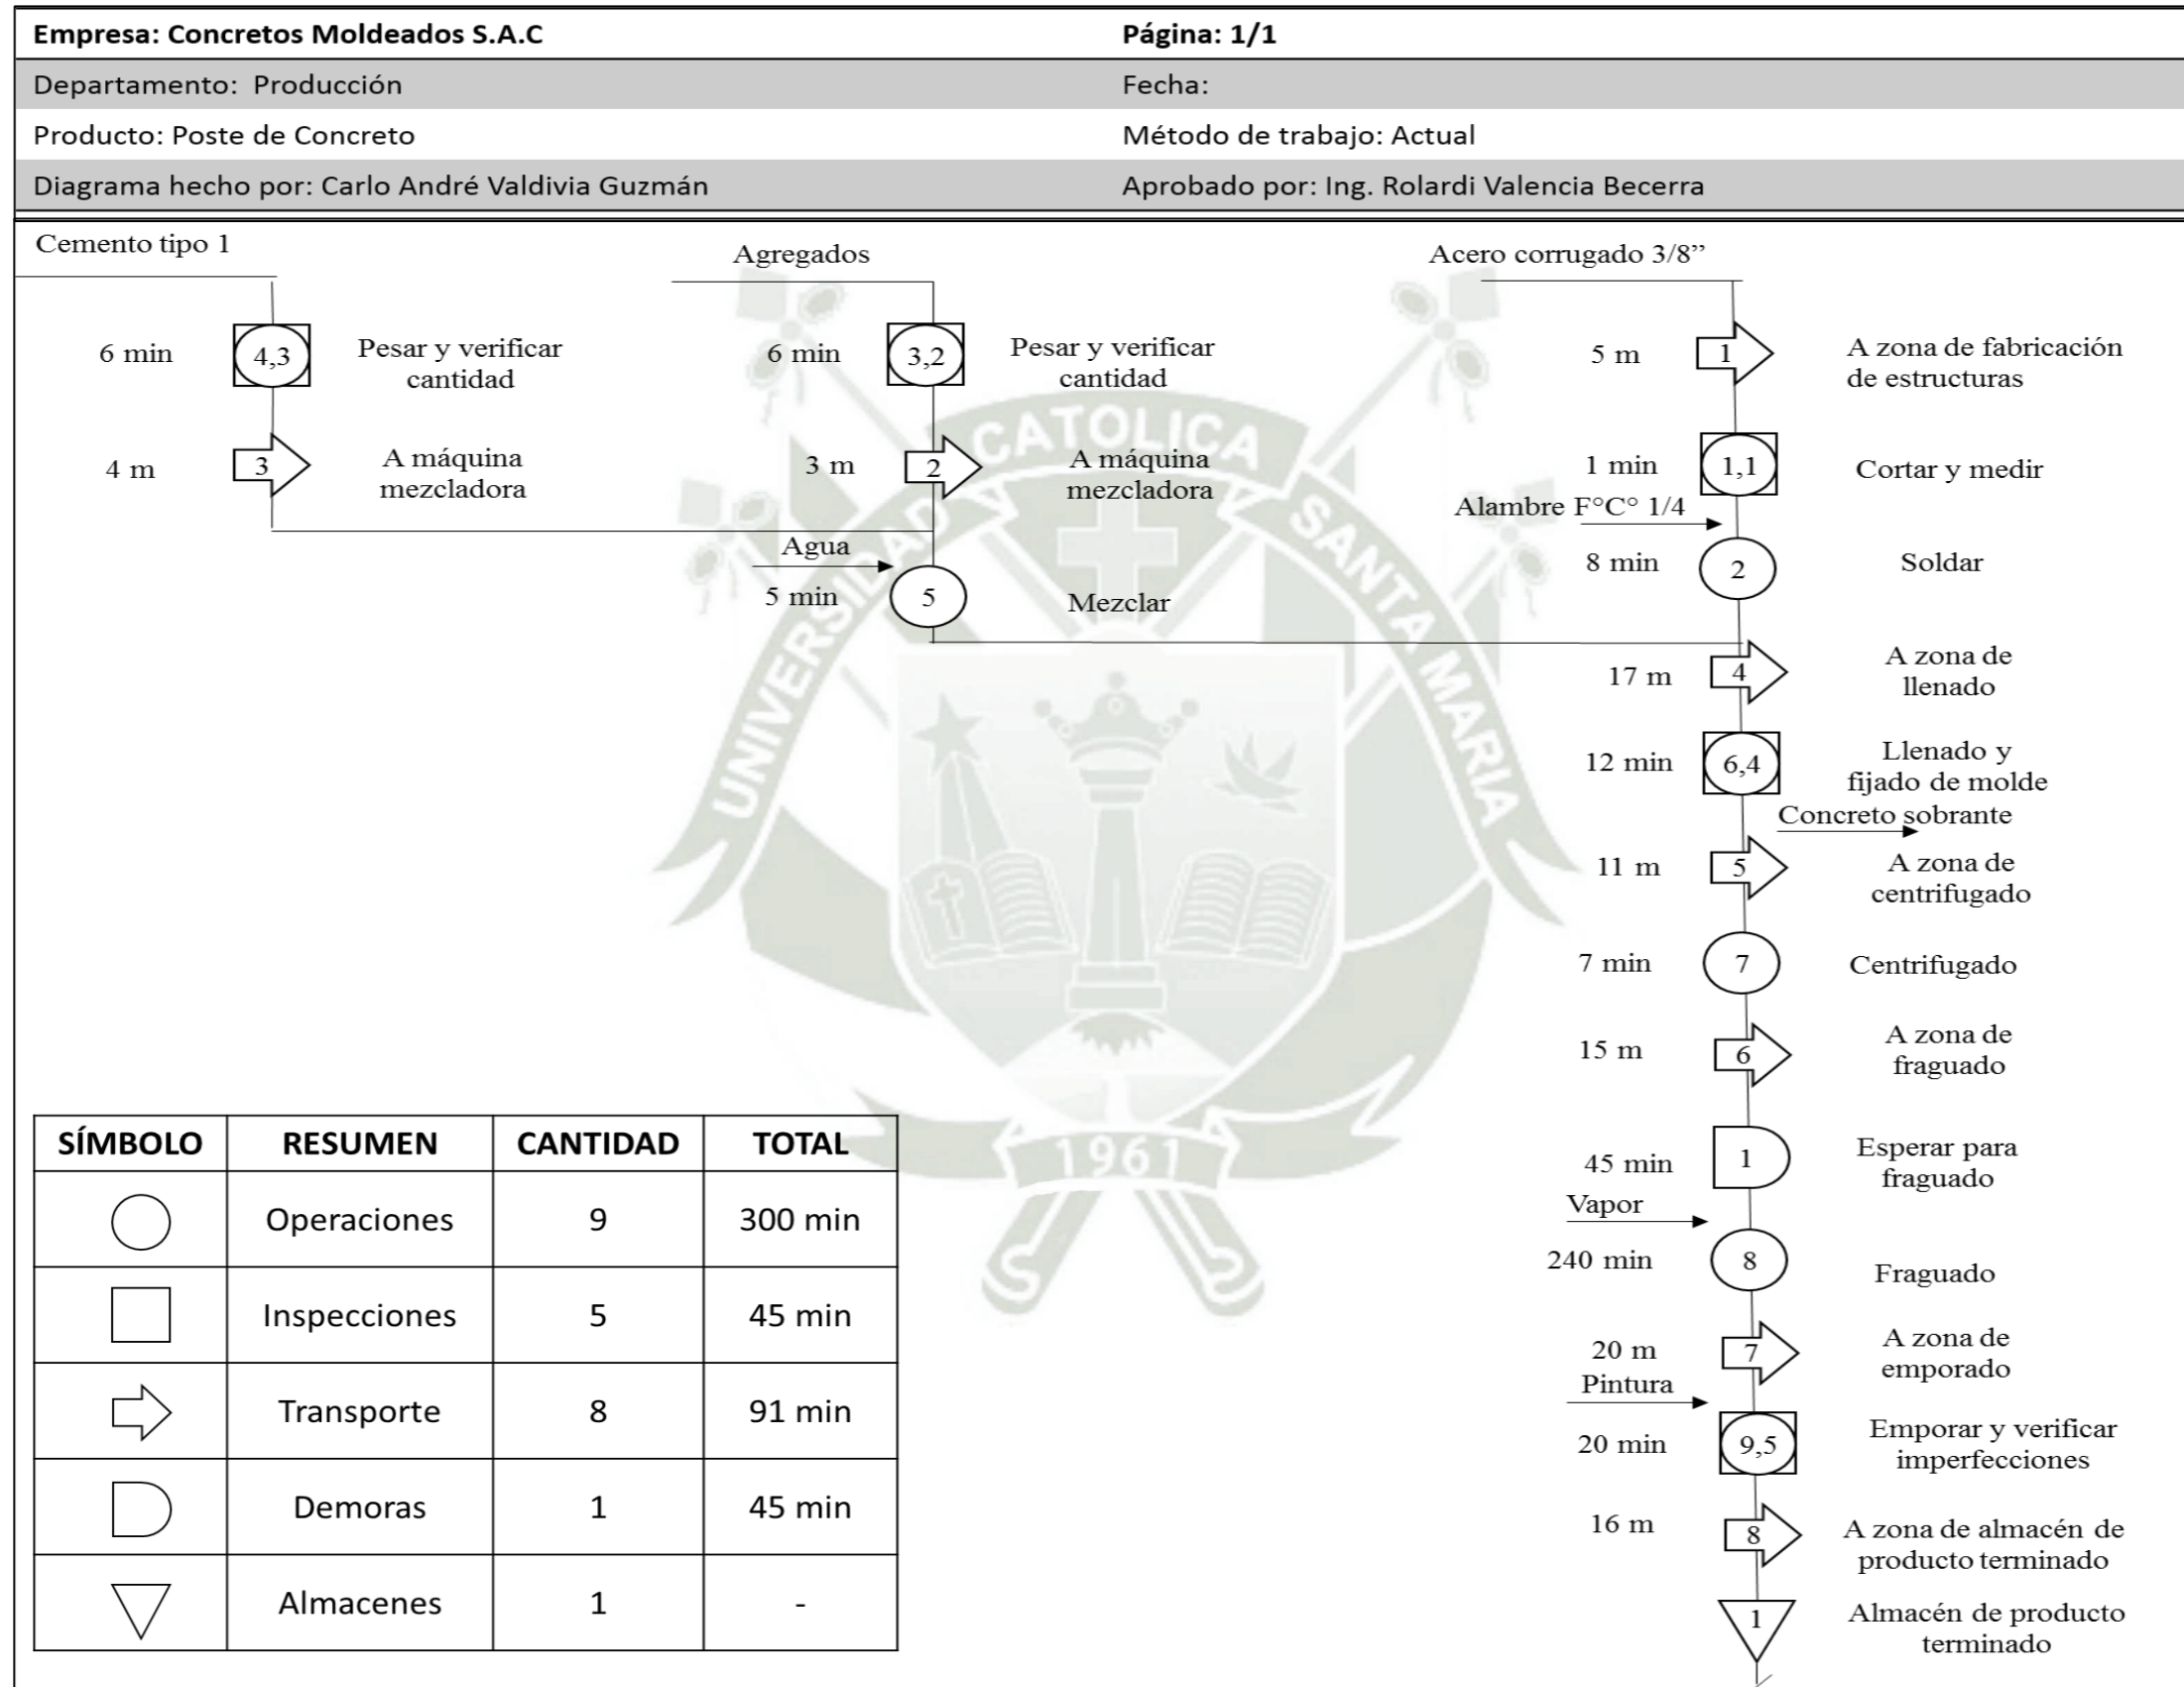 Empresa: Concretos Moldeados S.A.C
Página: 1/1
Departamento: Producción
Fecha:
Producto: Poste de Concreto
Método de trabajo: Actual
Diagrama hecho por: Carlo André Valdivia Guzmán
Aprobado por: Ing. Rolardi Valencia Becerra
Cemento tipo 1
6 min
4,3
Pesar y verificar
cantidad
4 m
3
A máquina
mezcladora
Agregados
6 min
3,2
Pesar y verificar
cantidad
3 m
2
A máquina
mezcladora
Agua
5 min
5
Mezclar
Acero corrugado 3/8”
5 m
1
A zona de fabricación
de estructuras
1 min
1,1
Cortar y medir
Alambre F°C° 1/4
8 min
2
Soldar
17 m
4
A zona de
llenado
12 min
6,4
Llenado y
fijado de molde
Concreto sobrante
11 m
5
A zona de
centrifugado
7 min
7
Centrifugado
15 m
6
A zona de
fraguado
45 min
1
Esperar para
fraguado
Vapor
240 min
8
Fraguado
20 m
7
A zona de
emporado
Pintura
20 min
9,5
Emporar y verificar
imperfecciones
16 m
8
A zona de almacén de
producto terminado
1
Almacén de producto
terminado
SÍMBOLO RESUMEN CANTIDAD TOTAL
Operaciones 9 300 min
Inspecciones 5 45 min
Transporte 8 91 min
Demoras 1 45 min
Almacenes 1 -
UNIVERSIDAD CATOLICA SANTA MARIA
1961